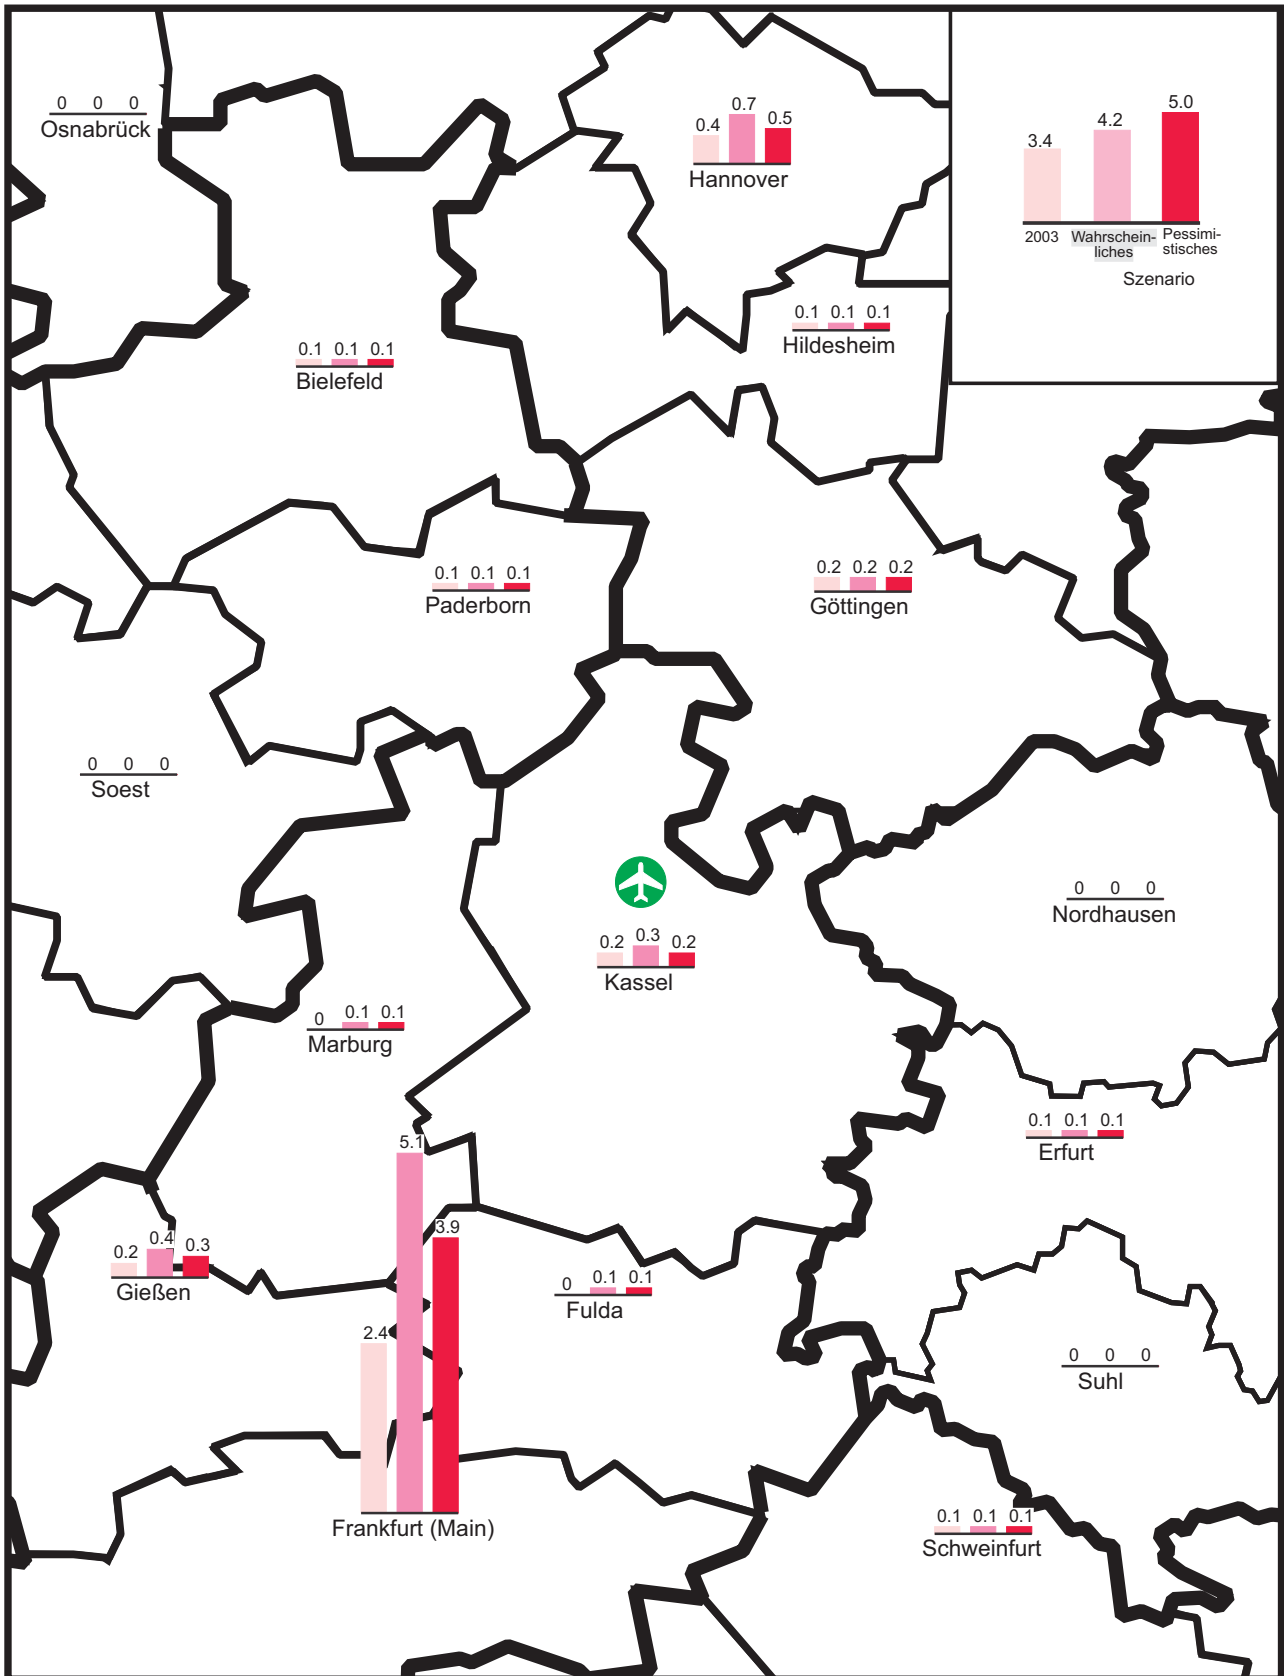 0 0 0
Osnabrück
0.4 0.7 0.5
Hannover
3.4 4.2 5.0
2003 Wahrschein- Pessimi-
liches stisches
Szenario
0.1 0.1 0.1
Hildesheim
0.1 0.1 0.1
Bielefeld
0.1 0.1 0.1
Paderborn
0.2 0.2 0.2
Göttingen
0 0 0
Soest
0 0 0
Nordhausen
0.2 0.3 0.2
Kassel
0 0.1 0.1
Marburg
0.1 0.1 0.1
Erfurt
0.2 0.4 0.3
Gießen
2.4 5.1 3.9
Frankfurt (Main)
0 0.1 0.1
Fulda
0 0 0
Suhl
0.1 0.1 0.1
Schweinfurt